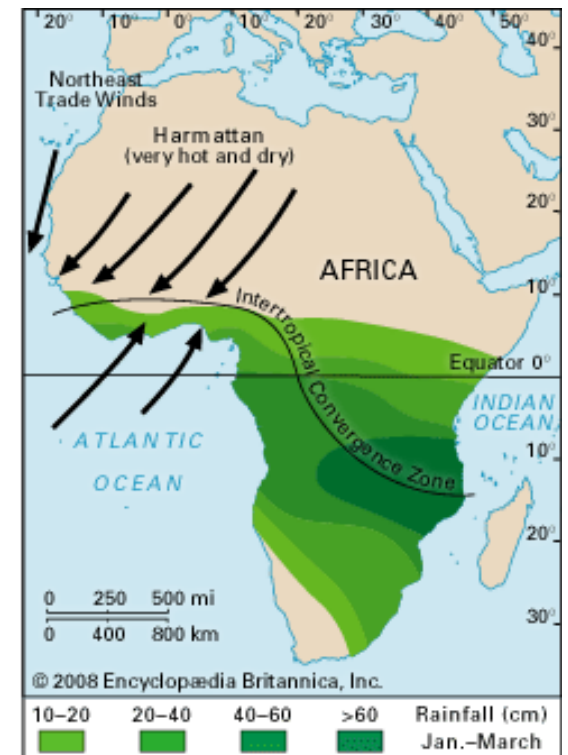 20° 10° 0° 10° 20° 30° 40° 50°
40°
Northeast
Trade Winds
Harmattan
(very hot and dry)
30°
20°
AFRICA
10°
Intertropical Convergence Zone
Equator 0°
INDIAN
OCEAN
ATLANTIC
OCEAN
10°
20°
0 250 500 mi
0 400 800 km
30°
© 2008 Encyclopædia Britannica, Inc.
10–20 20–40 40–60 >60 Rainfall (cm)
Jan.–March